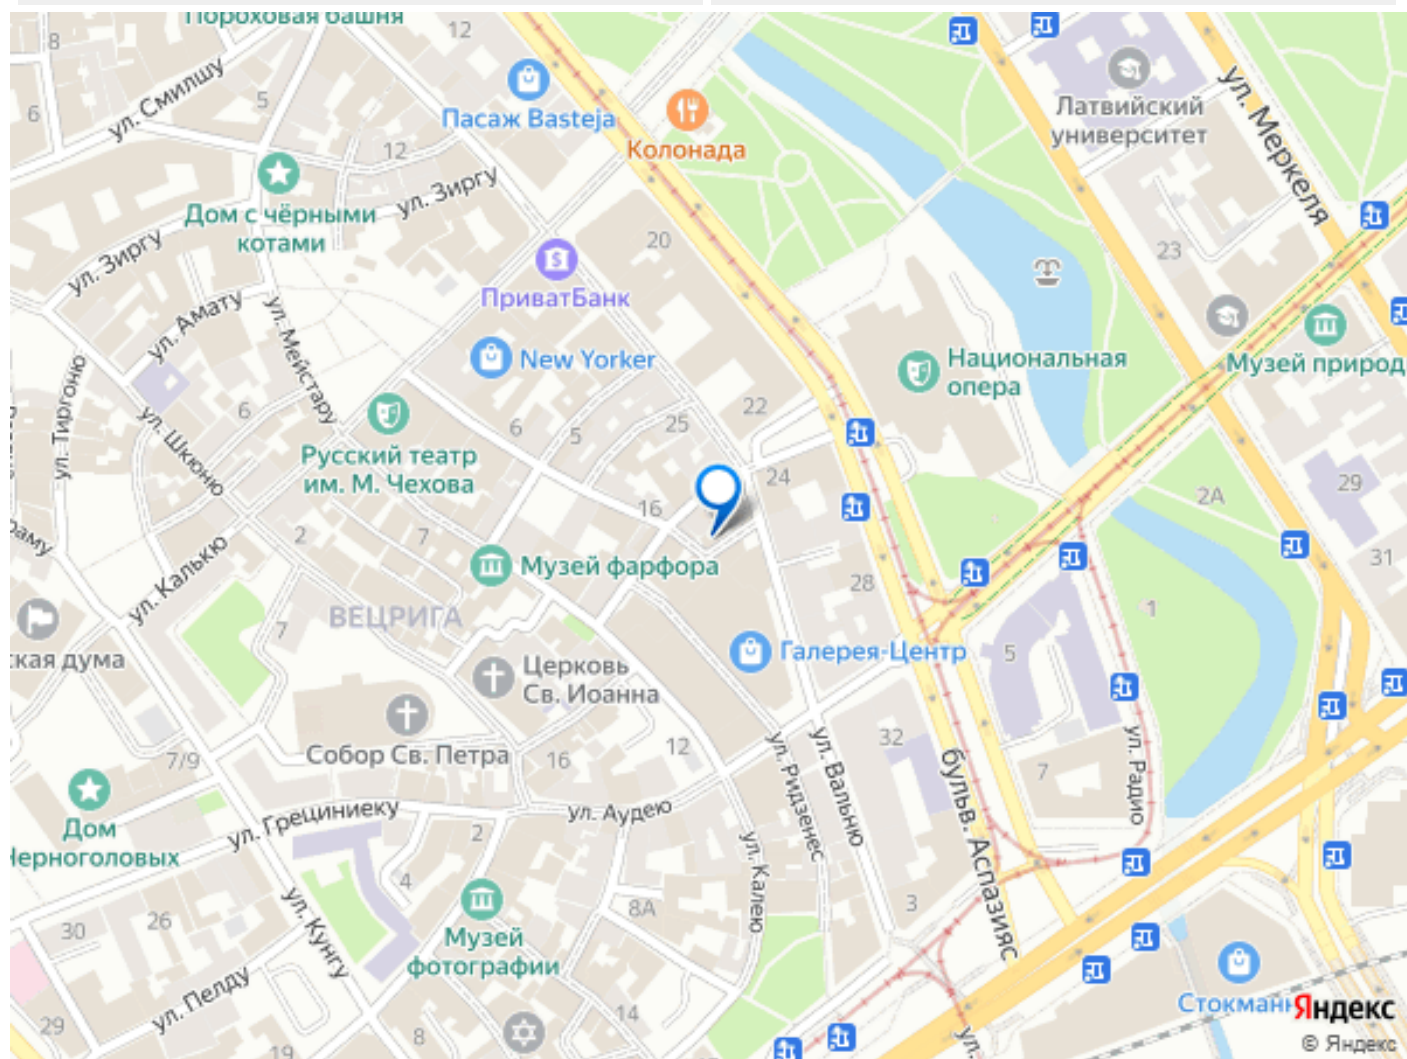 Пороховая башня
12
8
ул. Смилшу
5
6
12
Пасаж Basteja
Колонада
Латвийский
университет
ул. Меркеля
ул. Зиргу
Дом с чёрными
котами
ул. Зиргу
20
23
ПриватБанк
ул. Амату
ул. Мейстару
New Yorker
Национальная
опера
Музей природ
ул. Тиргоню
6
22
6
5
25
ул. Шкюню
Русский театр
им. М. Чехова
24
29
2А
16
2
7
31
ул. Калькю
Музей фарфора
28
1
ВЕЦРИГА
7
ская дума
Церковь
Св. Иоанна
Галерея-Центр
5
Собор Св. Петра
12
16
7/9
32
7
ул. Ридзенес
ул. Вальню
бульв. Аспазияс
ул. Радио
Дом
Черноголовых
ул. Грециниеку
ул. Аудею
2
ул. Калею
4
8А
3
30
26
ул. Кунгу
Музей
фотографии
ул. Пелду
14
29
19
8
ул.
Стокманн
Яндекс
© Яндекс